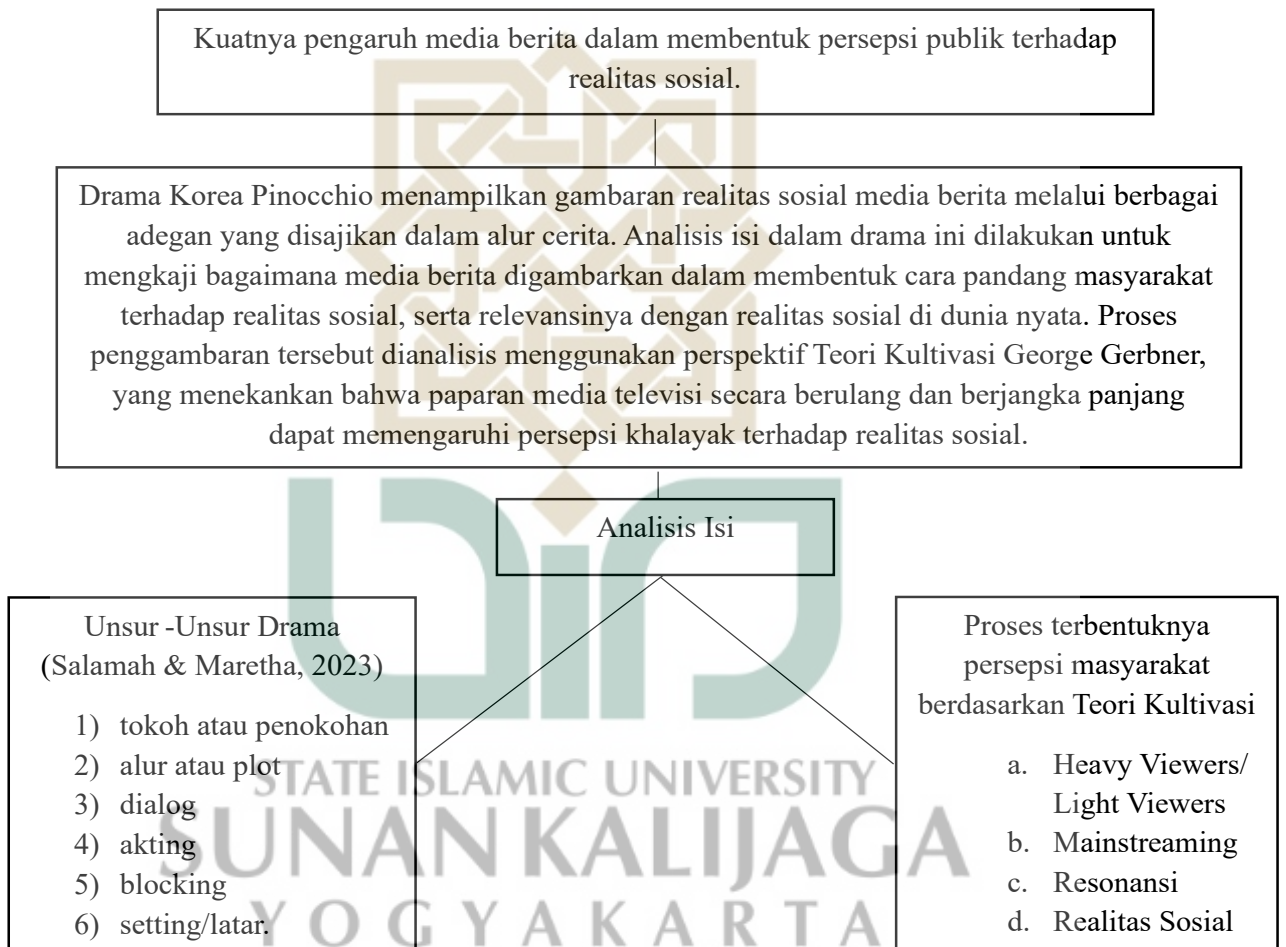 Kuatnya pengaruh media berita dalam membentuk persepsi publik terhadap
realitas sosial.
Drama Korea Pinocchio menampilkan gambaran realitas sosial media berita melalui berbagai
adegan yang disajikan dalam alur cerita. Analisis isi dalam drama ini dilakukan untuk
mengkaji bagaimana media berita digambarkan dalam membentuk cara pandang masyarakat
terhadap realitas sosial, serta relevansinya dengan realitas sosial di dunia nyata. Proses
penggambaran tersebut dianalisis menggunakan perspektif Teori Kultivasi George Gerbner,
yang menekankan bahwa paparan media televisi secara berulang dan berjangka panjang
dapat memengaruhi persepsi khalayak terhadap realitas sosial.
Analisis Isi
Unsur -Unsur Drama
(Salamah & Maretha, 2023)
1) tokoh atau penokohan
2) alur atau plot
3) dialog
4) akting
5) blocking
6) setting/latar.
Proses terbentuknya
persepsi masyarakat
berdasarkan Teori Kultivasi
a. Heavy Viewers/
Light Viewers
b. Mainstreaming
c. Resonansi
d. Realitas Sosial
STATE ISLAMIC UNIVERSITY
SUNAN KALIJAGA
YOGYAKARTA